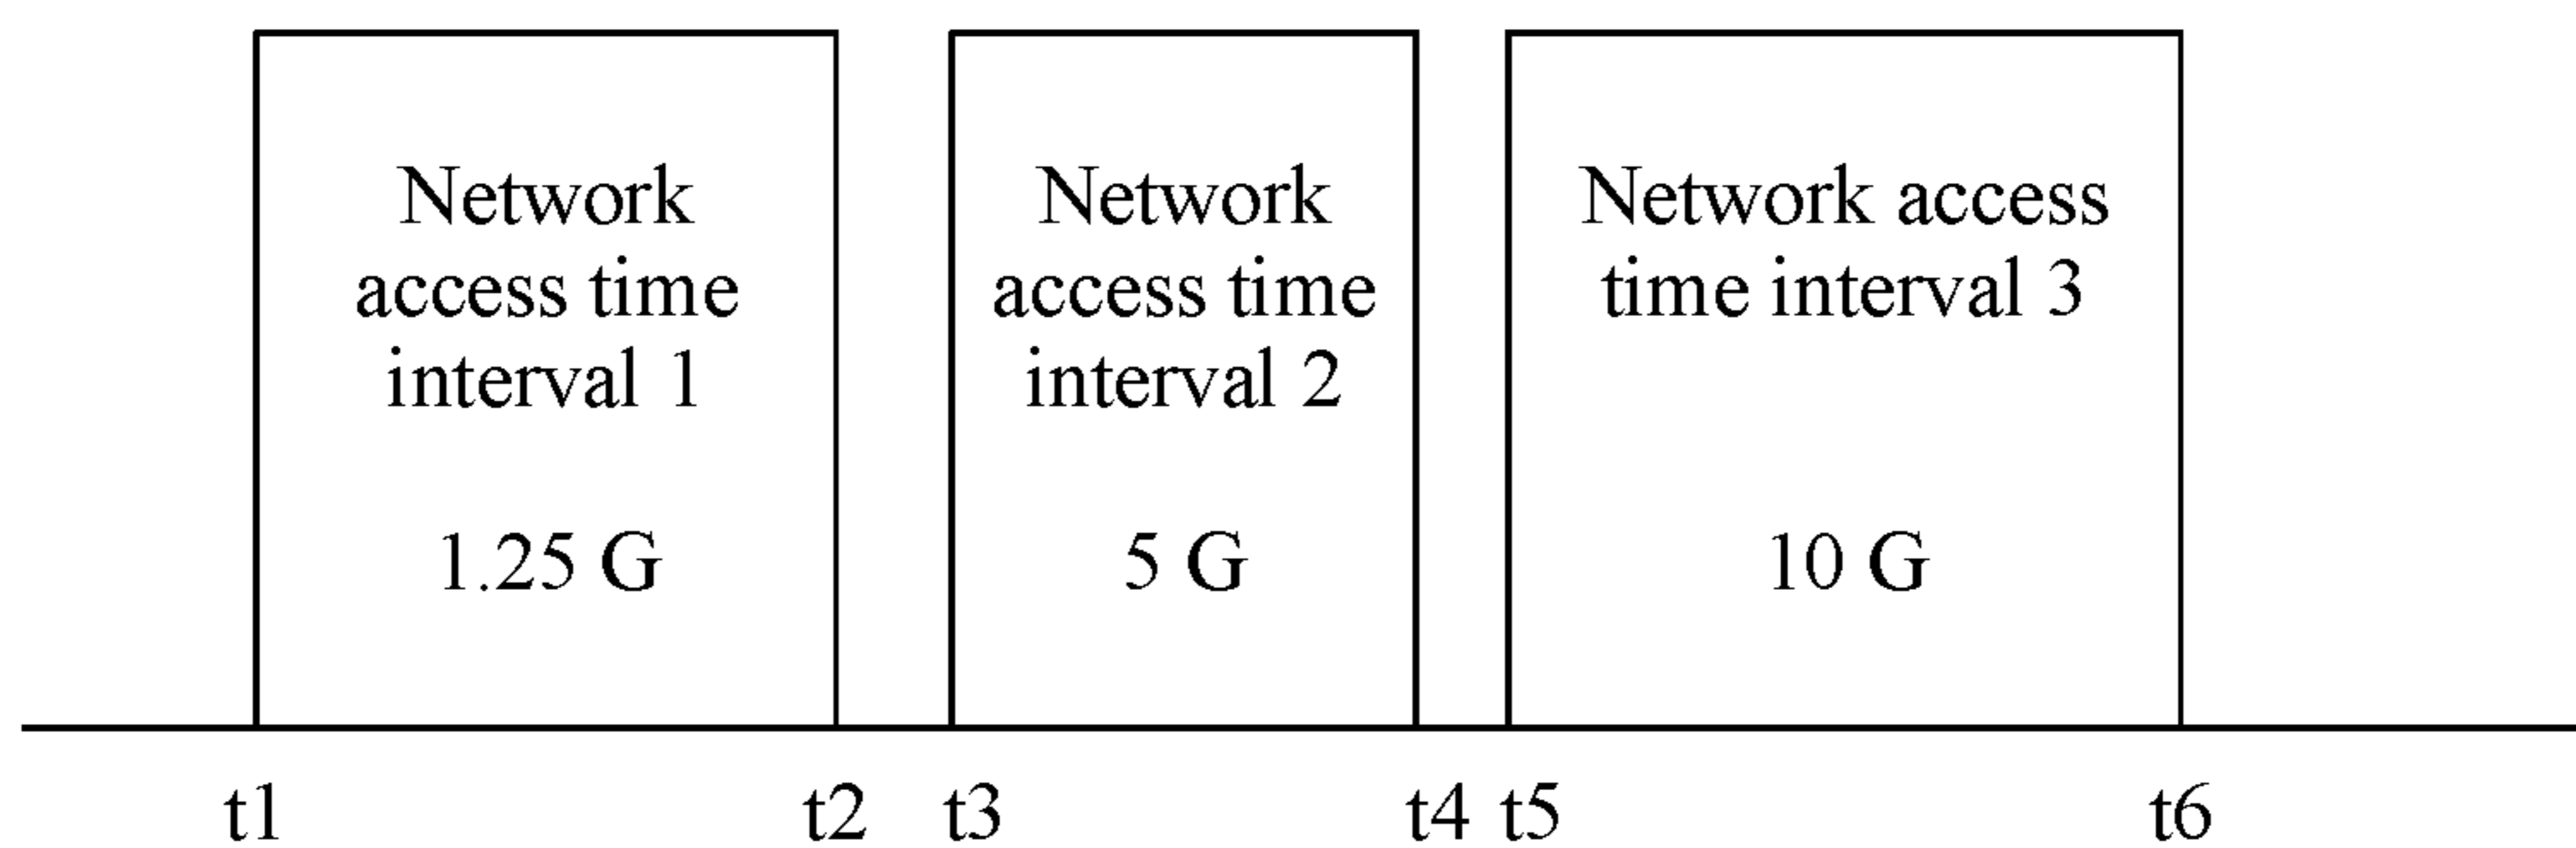 Network
access time
interval 1
1.25 G
Network
access time
interval 2
5 G
Network access
time interval 3
10 G
t1 t2 t3 t4 t5 t6